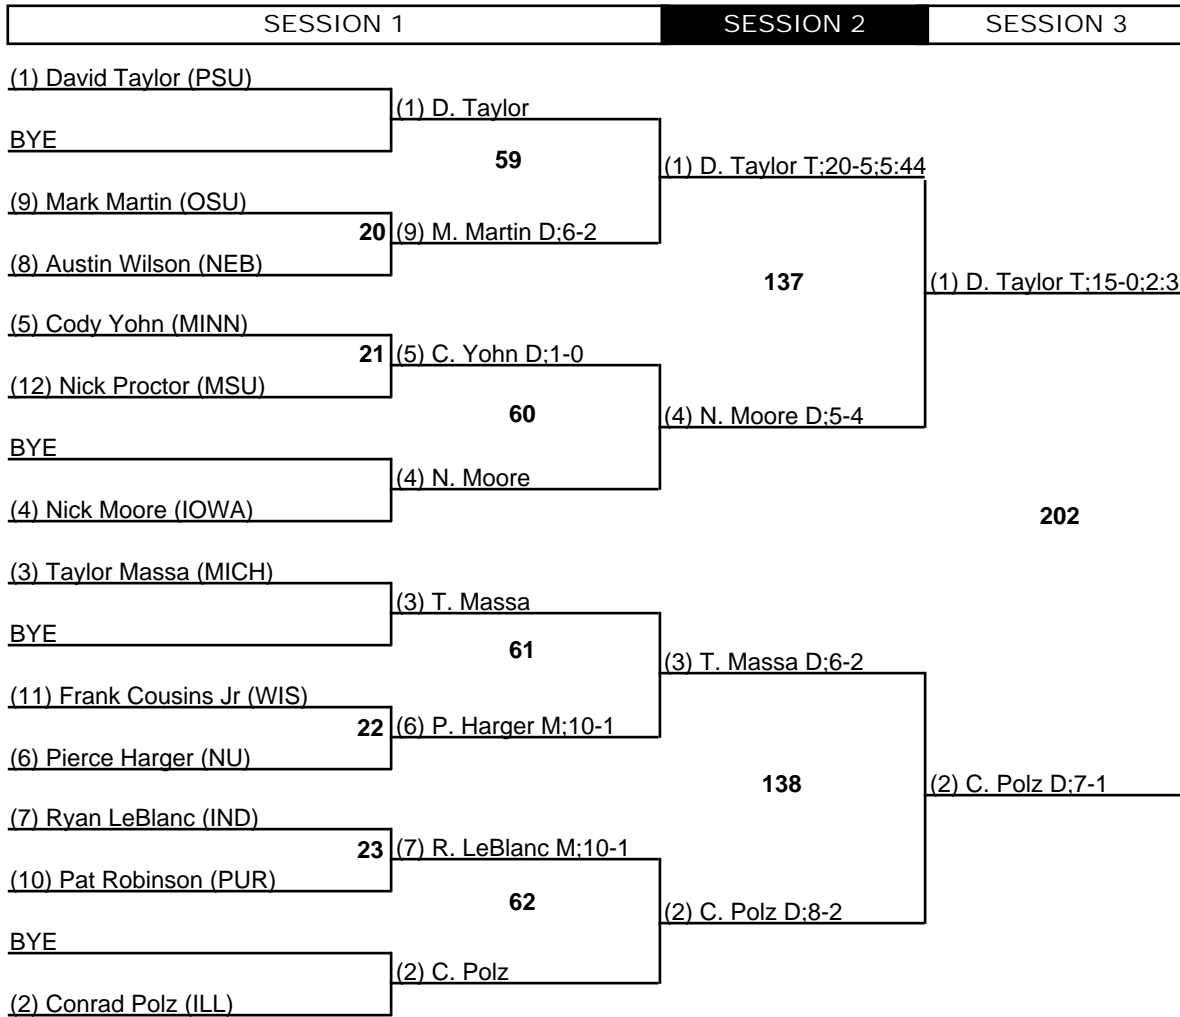 SESSION 1
SESSION 2
SESSION 3
(1) David Taylor (PSU)
BYE
(9) Mark Martin (OSU)
(8) Austin Wilson (NEB)
(5) Cody Yohn (MINN)
(12) Nick Proctor (MSU)
BYE
(4) Nick Moore (IOWA)
(3) Taylor Massa (MICH)
BYE
(11) Frank Cousins Jr (WIS)
(6) Pierce Harger (NU)
(7) Ryan LeBlanc (IND)
(10) Pat Robinson (PUR)
BYE
(2) Conrad Polz (ILL)
(1) D. Taylor
59
20 (9) M. Martin D;6-2
21 (5) C. Yohn D;1-0
60
(4) N. Moore
(3) T. Massa
61
22 (6) P. Harger M;10-1
23 (7) R. LeBlanc M;10-1
62
(2) C. Polz
(1) D. Taylor T;20-5;5:44
137
(4) N. Moore D;5-4
(3) T. Massa D;6-2
138
(2) C. Polz D;8-2
(1) D. Taylor T;15-0;2:3
202
(2) C. Polz D;7-1